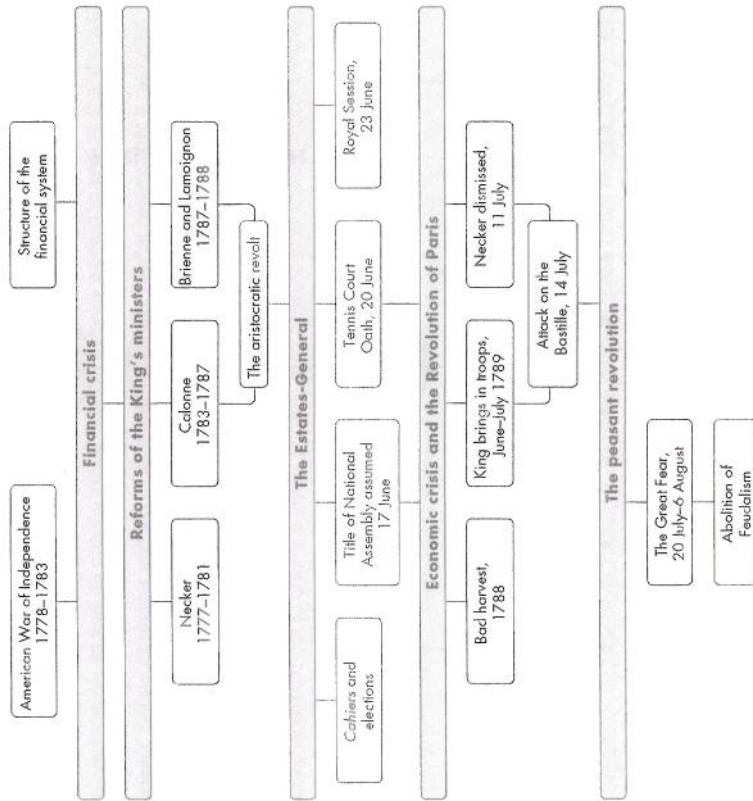 American War of Independence
1778–1783
Structure of the
financial system
Financial crisis
Reforms of the King's ministers
Necker
1777–1781
Calonne
1783–1787
Brienne and Lamoignon
1787–1788
The aristocratic revolt
The Estates-General
Cahiers and
elections
Title of National
Assembly assumed
17 June
Tennis Court
Oath, 20 June
Royal Session,
23 June
Economic crisis and the Revolution of Paris
Bad harvest,
1788
King brings in troops,
June–July 1789
Necker dismissed,
11 July
Attack on the
Bastille, 14 July
The peasant revolution
The Great Fear,
20 July–6 August
Abolition of
Feudalism